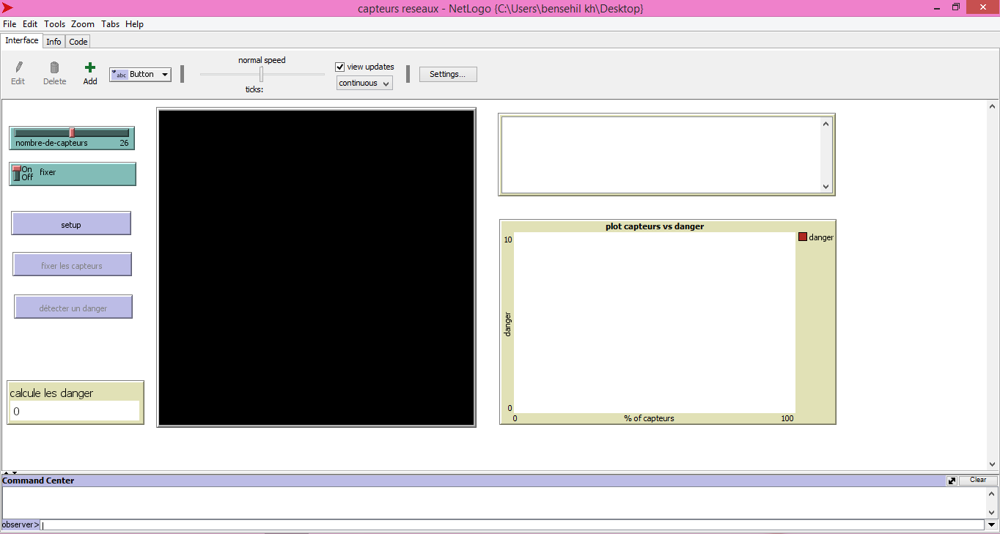 capteurs reseaux - NetLogo {C:\Users\bensehil kh\Desktop}
File Edit Tools Zoom Tabs Help
Interface Info Code
Edit Delete Add abc Button normal speed ticks: view updates continuous Settings...
nombre-de-capteurs 26
On
Off
fixer
setup
fixer les capteurs
détecter un danger
calcule les danger
0
plot capteurs vs danger
10
danger
danger
0
0 % of capteurs 100
Command Center Clear
observer>